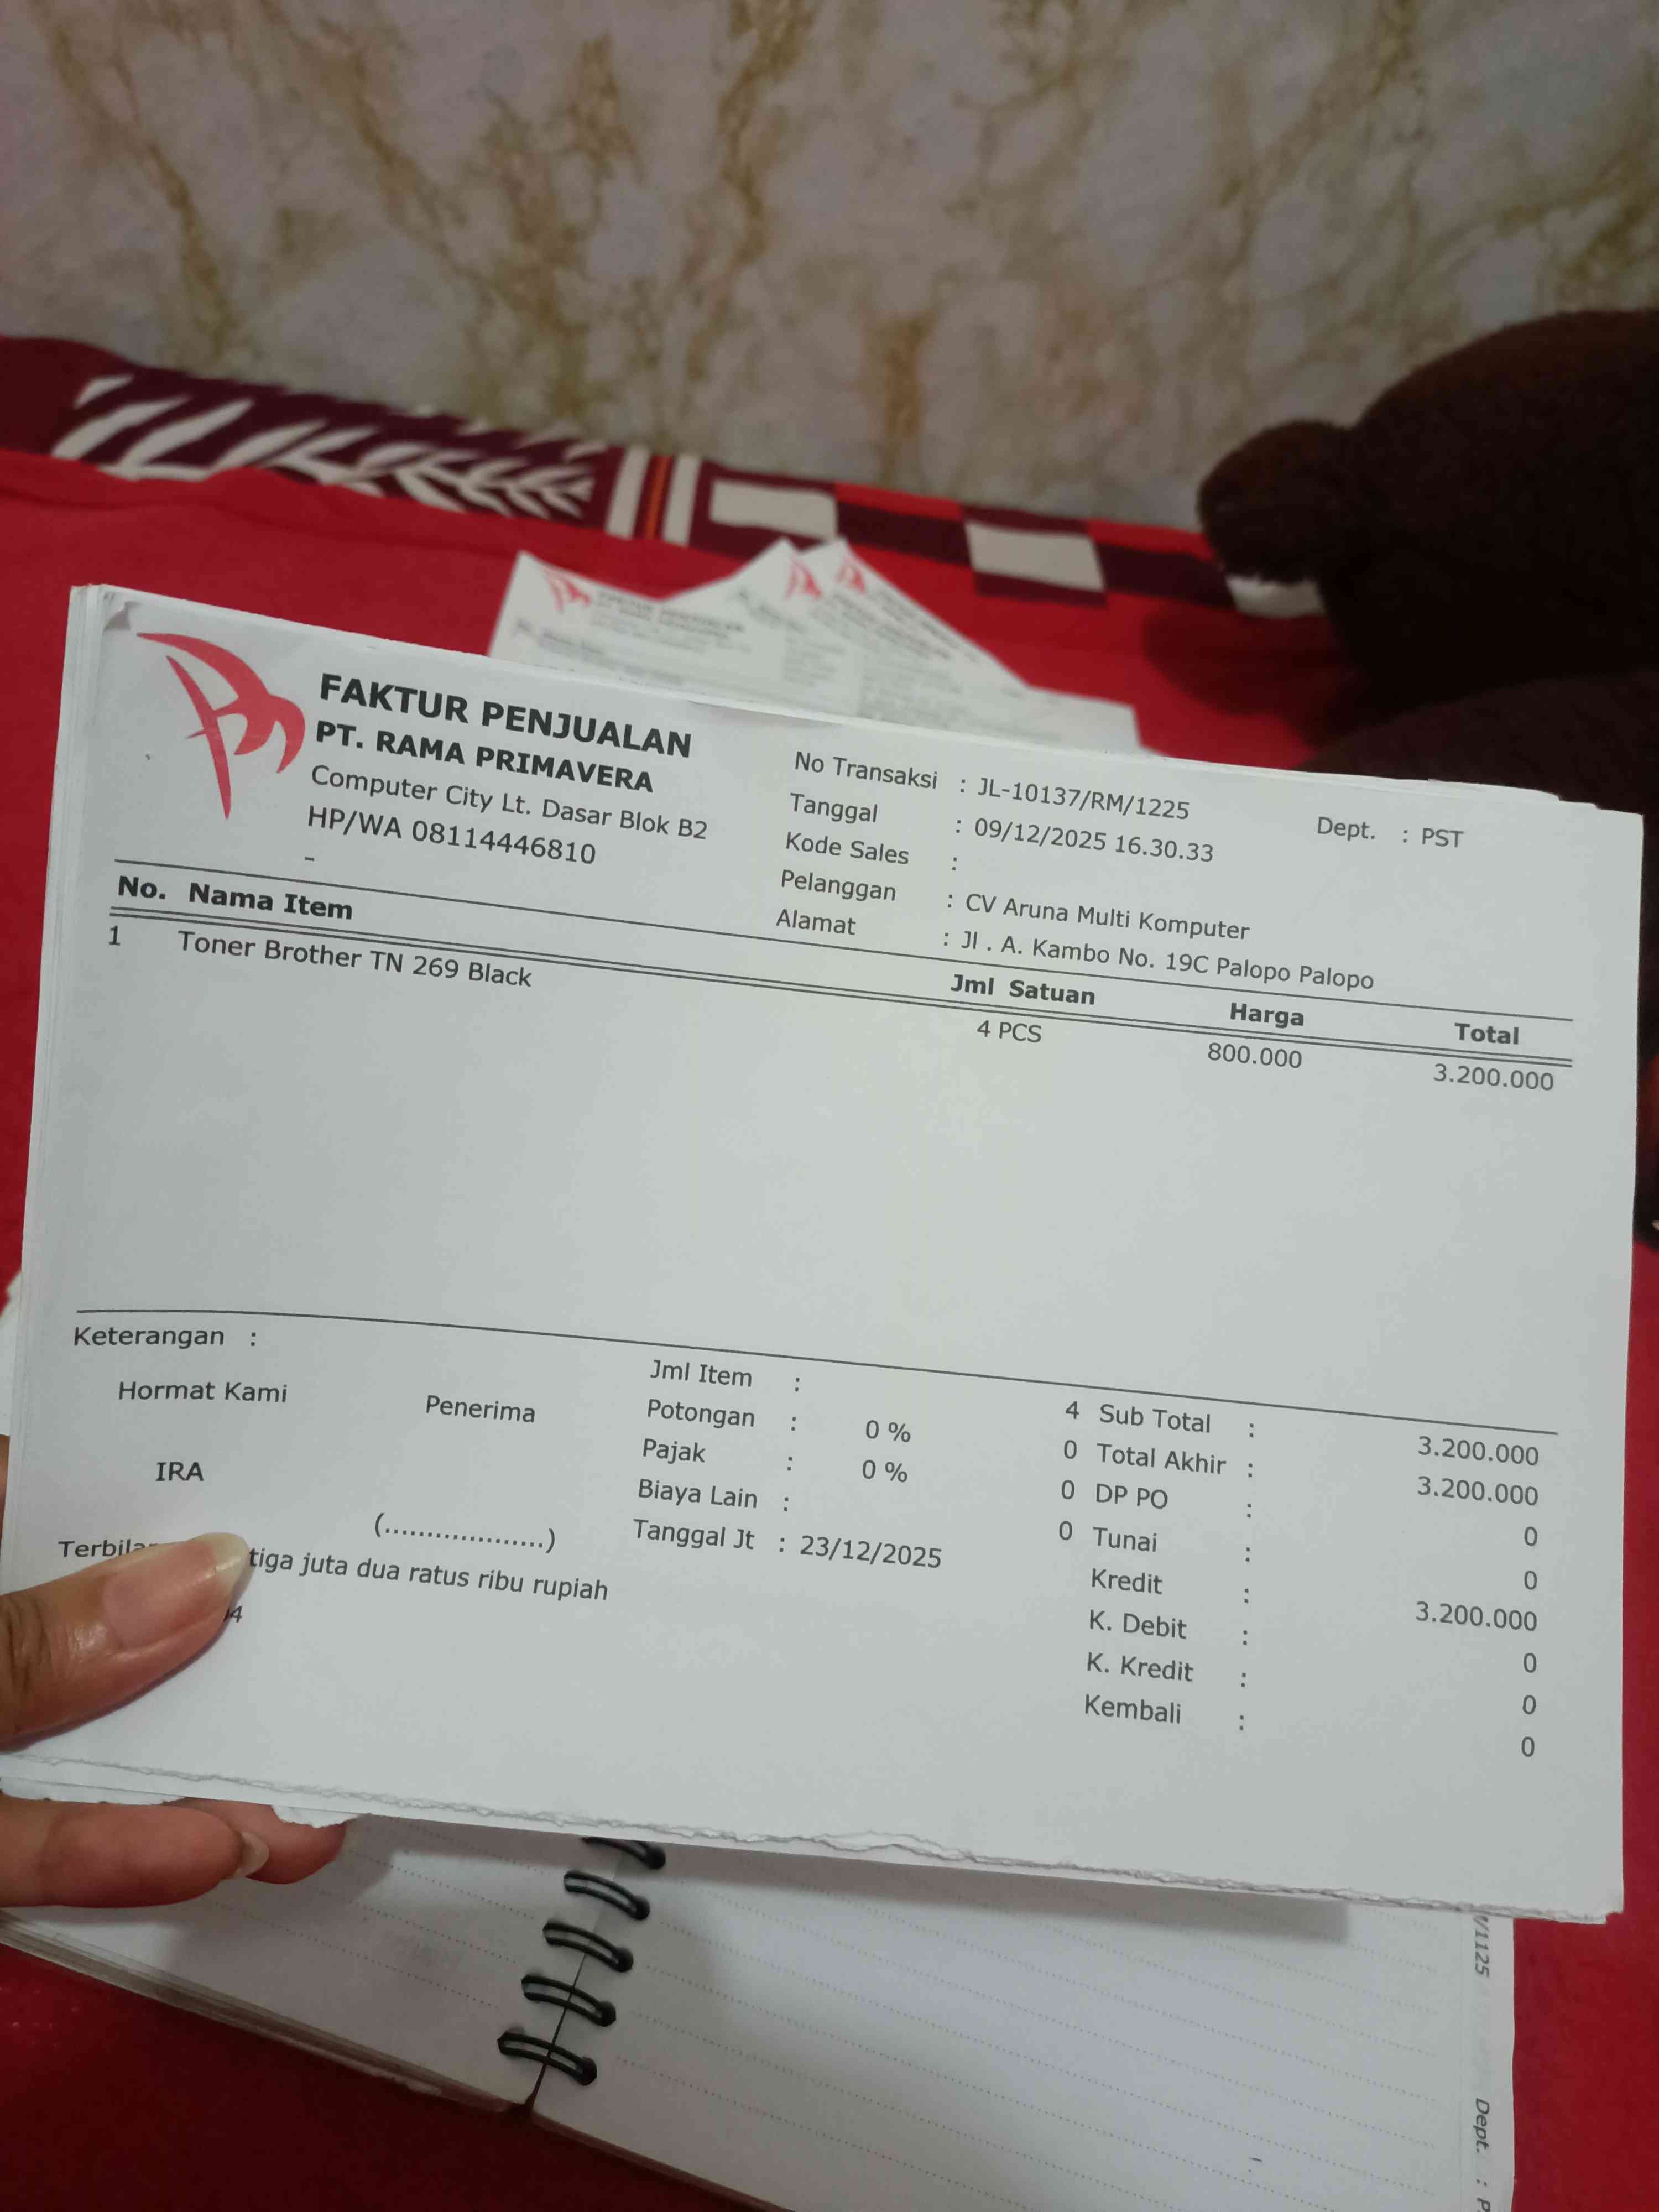 FAKTUR PENJUALAN
PT. RAMA PRIMAVERA
Computer City Lt. Dasar Blok B2
HP/WA 08114446810
-
No Transaksi : JL-10137/RM/1225
Dept. : PST
Tanggal : 09/12/2025 16.30.33
Kode Sales :
Pelanggan : CV Aruna Multi Komputer
Alamat : Jl . A. Kambo No. 19C Palopo Palopo
No. Nama Item Jml Satuan Harga Total
1 Toner Brother TN 269 Black 4 PCS 800.000 3.200.000
Keterangan :
Hormat Kami Penerima
IRA
(...................)
Jml Item : 4
Potongan : 0 % 0
Pajak : 0 % 0
Biaya Lain : 0
Tanggal Jt : 23/12/2025
Sub Total : 3.200.000
Total Akhir : 3.200.000
DP PO : 0
Tunai : 0
Kredit : 3.200.000
K. Debit : 0
K. Kredit : 0
Kembali : 0
tiga juta dua ratus ribu rupiah
/1125
Dept. :